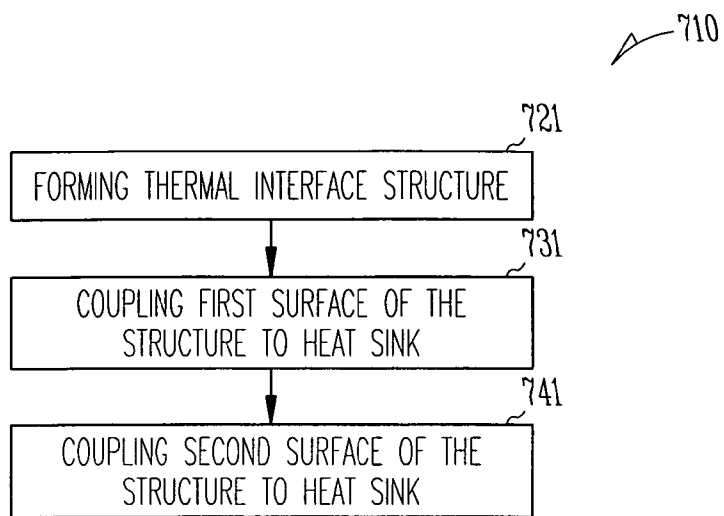 710
721
FORMING THERMAL INTERFACE STRUCTURE
731
COUPLING FIRST SURFACE OF THE
STRUCTURE TO HEAT SINK
741
COUPLING SECOND SURFACE OF THE
STRUCTURE TO HEAT SINK